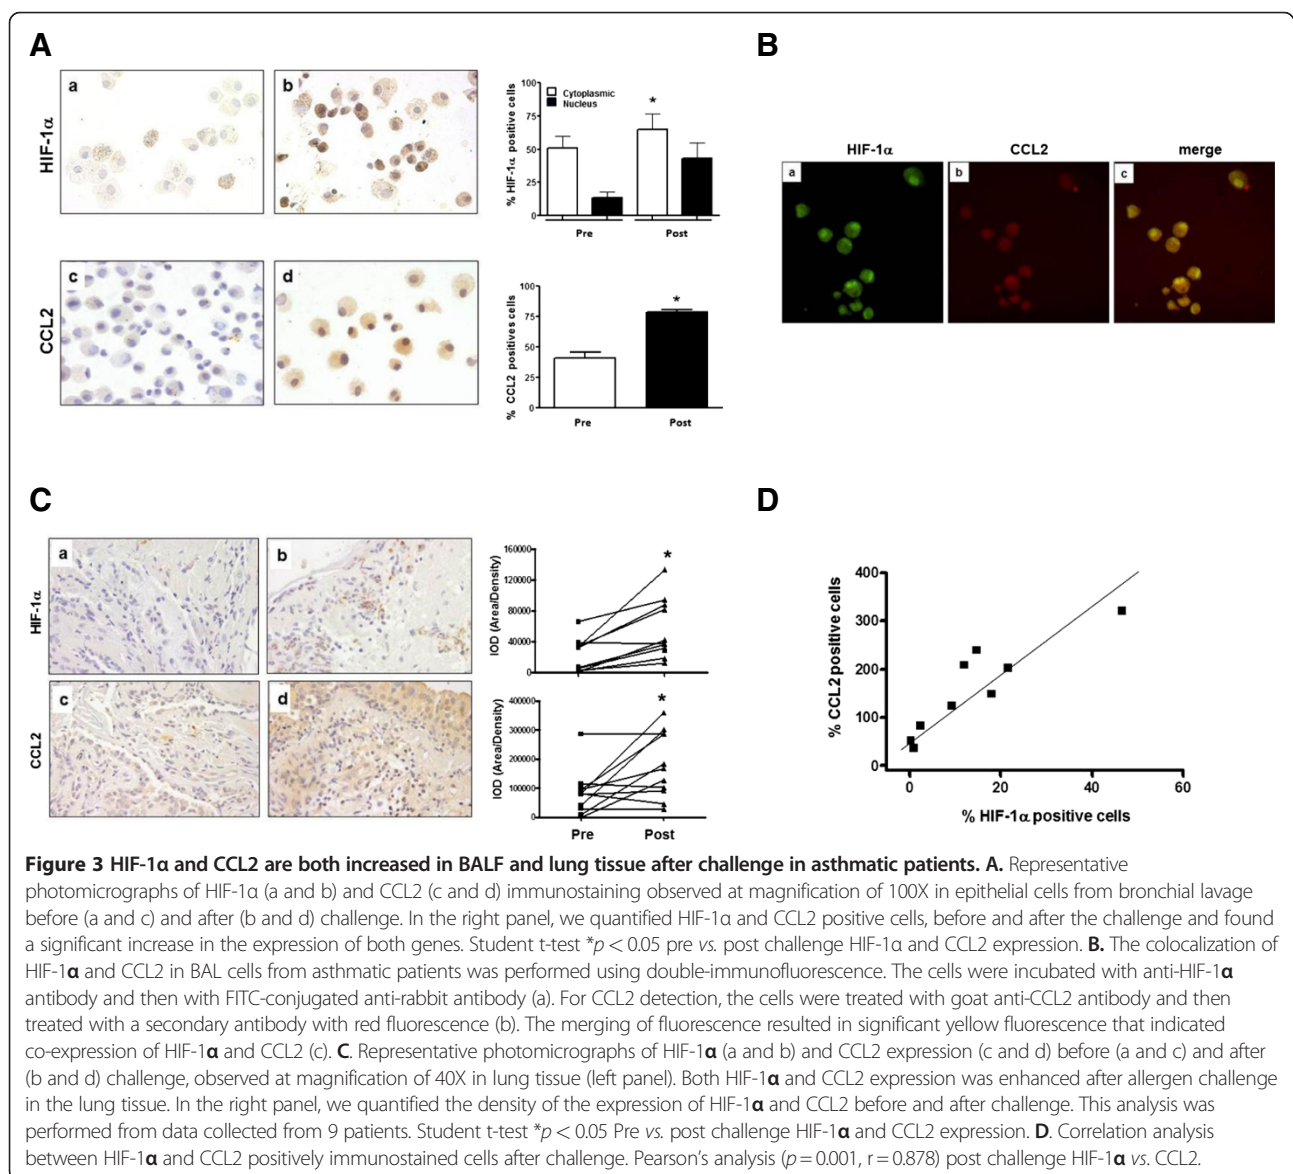 A
B
a
b
HIF-1α
% HIF-1α positive cells
100
75
50
25
0
Cytoplasmic
Nucleus
*
Pre
Post
c
d
CCL2
% CCL2 positives cells
100
75
50
25
0
*
Pre
Post
HIF-1α
CCL2
merge
a
b
c
C
D
a
b
HIF-1α
IOD (Area/Density)
160000
120000
80000
40000
0
*
c
d
CCL2
IOD (Area/Density)
400000
300000
200000
100000
0
*
Pre
Post
% CCL2 positive cells
400
300
200
100
0
0
20
40
60
% HIF-1α positive cells
Figure 3 HIF-1α and CCL2 are both increased in BALF and lung tissue after challenge in asthmatic patients. A. Representative
photomicrographs of HIF-1α (a and b) and CCL2 (c and d) immunostaining observed at magnification of 100X in epithelial cells from bronchial lavage
before (a and c) and after (b and d) challenge. In the right panel, we quantified HIF-1α and CCL2 positive cells, before and after the challenge and found
a significant increase in the expression of both genes. Student t-test *p < 0.05 pre vs. post challenge HIF-1α and CCL2 expression. B. The colocalization of
HIF-1α and CCL2 in BAL cells from asthmatic patients was performed using double-immunofluorescence. The cells were incubated with anti-HIF-1α
antibody and then with FITC-conjugated anti-rabbit antibody (a). For CCL2 detection, the cells were treated with goat anti-CCL2 antibody and then
treated with a secondary antibody with red fluorescence (b). The merging of fluorescence resulted in significant yellow fluorescence that indicated
co-expression of HIF-1α and CCL2 (c). C. Representative photomicrographs of HIF-1α (a and b) and CCL2 expression (c and d) before (a and c) and after
(b and d) challenge, observed at magnification of 40X in lung tissue (left panel). Both HIF-1α and CCL2 expression was enhanced after allergen challenge
in the lung tissue. In the right panel, we quantified the density of the expression of HIF-1α and CCL2 before and after challenge. This analysis was
performed from data collected from 9 patients. Student t-test *p < 0.05 Pre vs. post challenge HIF-1α and CCL2 expression. D. Correlation analysis
between HIF-1α and CCL2 positively immunostained cells after challenge. Pearson's analysis (p = 0.001, r = 0.878) post challenge HIF-1α vs. CCL2.